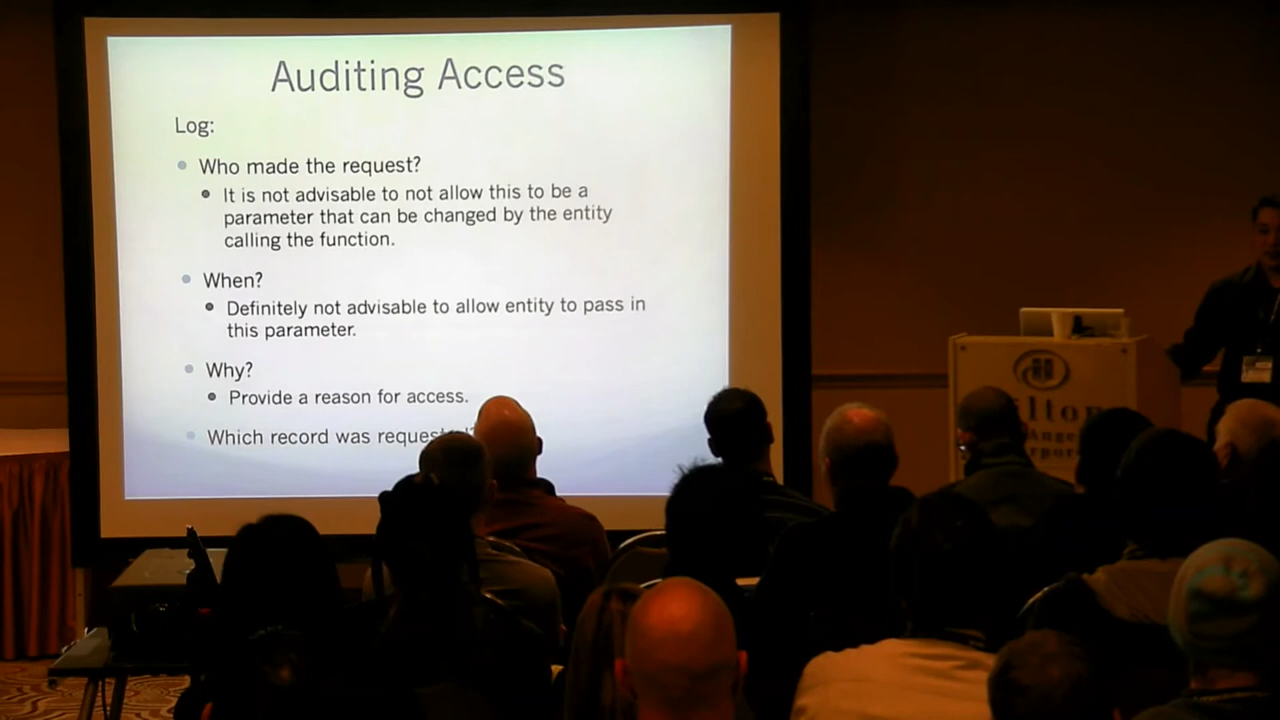 Auditing Access
Log:
Who made the request?
It is not advisable to not allow this to be a
parameter that can be changed by the entity
calling the function.
When?
Definitely not advisable to allow entity to pass in
this parameter.
Why?
Provide a reason for access.
Which record was